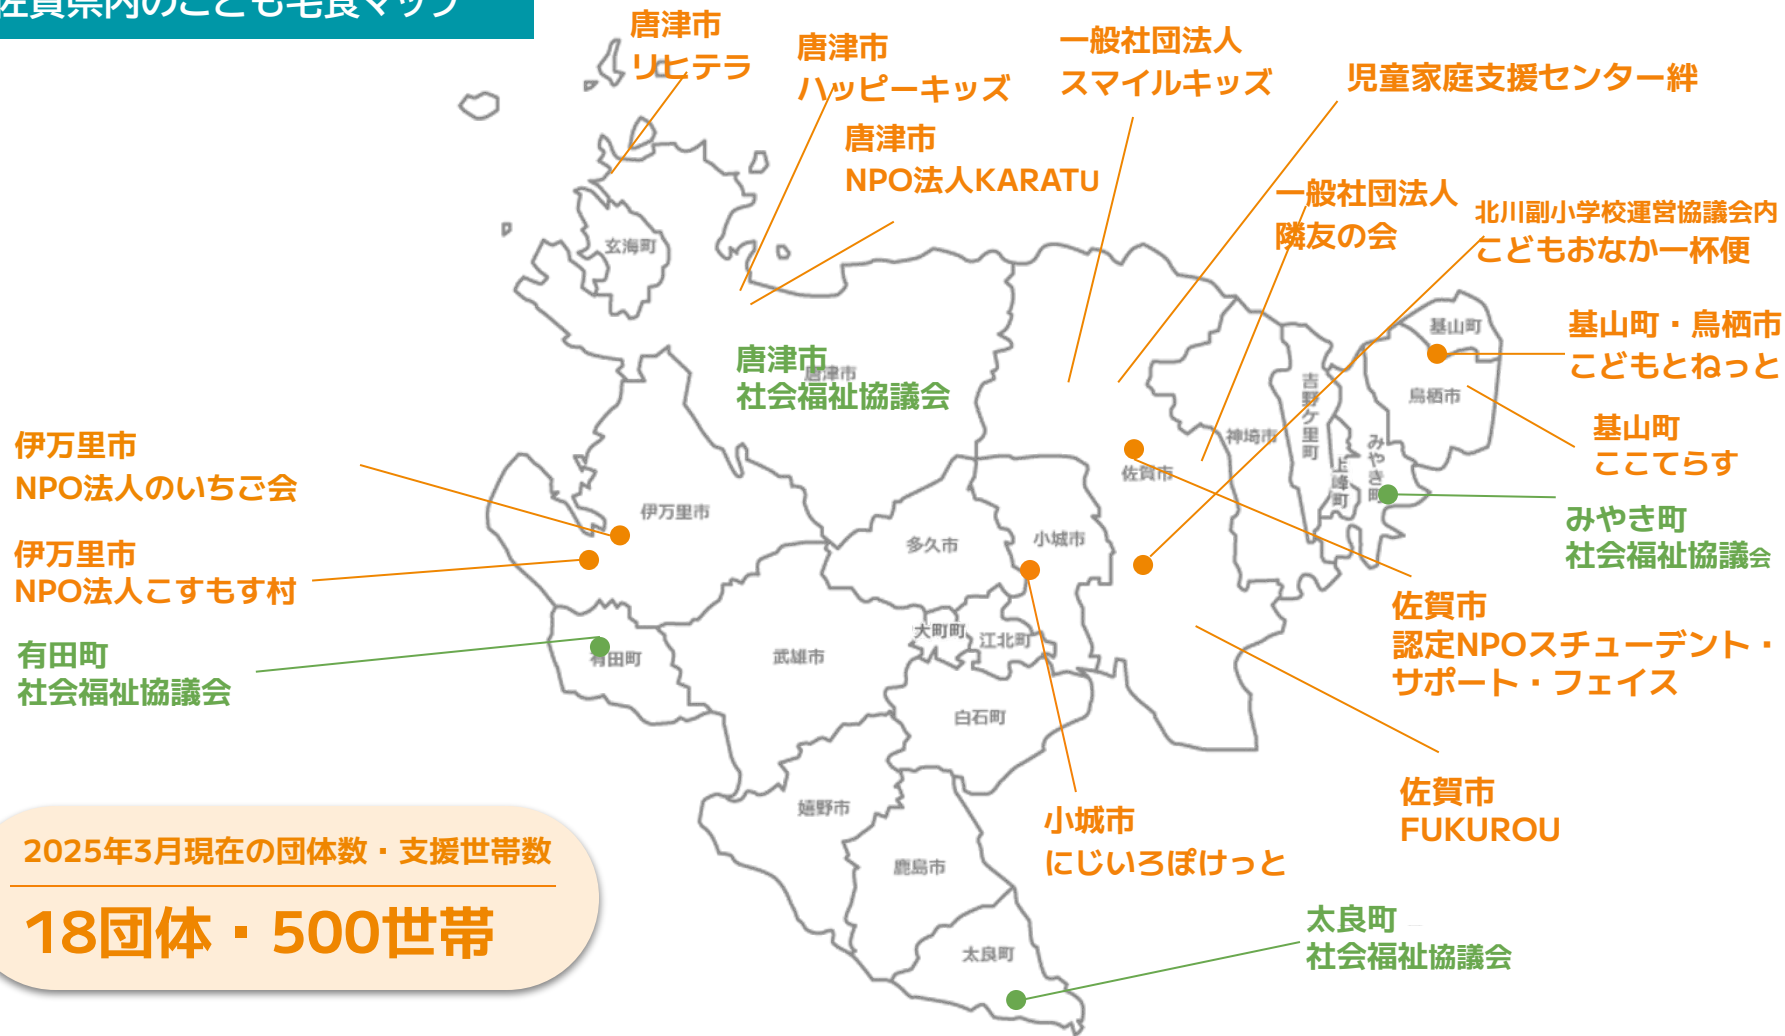 佐賀県内のこども宅食マップ
唐津市
リヒテラ
唐津市
ハッピーキッズ
唐津市
NPO法人KARATU
一般社団法人
スマイルキッズ
児童家庭支援センター絆
一般社団法人
隣友の会
北川副小学校運営協議会内
こどもおなか一杯便
基山町・鳥栖市
こどもとねっと
基山町
ここてらす
みやき町
社会福祉協議会
佐賀市
認定NPOスチューデント・
サポート・フェイス
佐賀市
FUKUROU
小城市
にじいろぽけっと
太良町
社会福祉協議会
唐津市
社会福祉協議会
伊万里市
NPO法人のいちご会
伊万里市
NPO法人こすもす村
有田町
社会福祉協議会
玄海町
唐津市
伊万里市
有田町
武雄市
多久市
小城市
大町町
江北町
白石町
嬉野市
鹿島市
太良町
佐賀市
神埼市
吉野ケ里町
上峰町
みやき町
基山町
鳥栖市
2025年3月現在の団体数・支援世帯数
18団体・500世帯